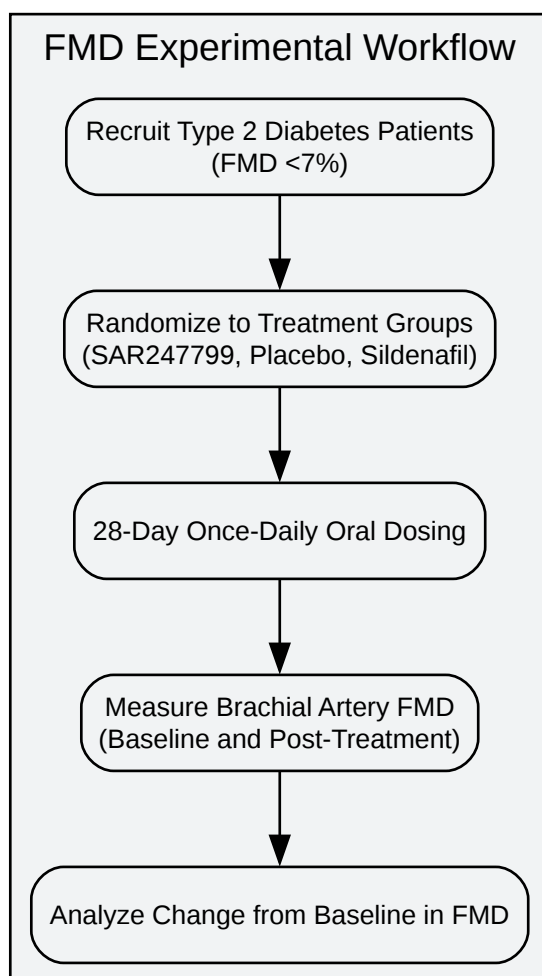 FMD Experimental Workflow
Recruit Type 2 Diabetes Patients
(FMD <7%)
Randomize to Treatment Groups
(SAR247799, Placebo, Sildenafil)
28-Day Once-Daily Oral Dosing
Measure Brachial Artery FMD
(Baseline and Post-Treatment)
Analyze Change from Baseline in FMD